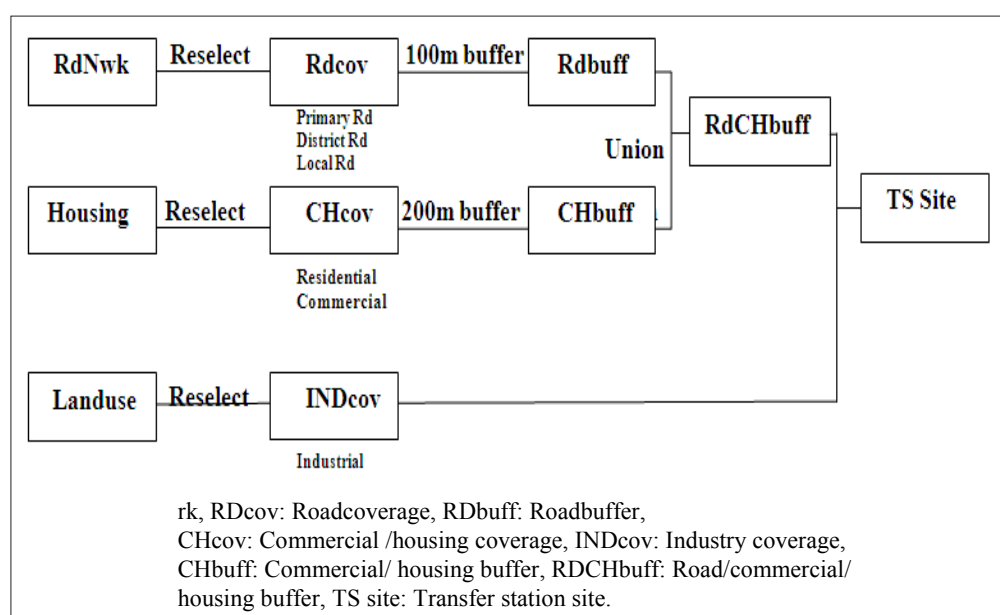 RdNwk Reselect Rdcov 100m buffer Rdbuff
Primary Rd
District Rd
Local Rd
RdCHbuff
Union
Housing Reselect CHcov 200m buffer CHbuff
TS Site
Residential
Commercial
Landuse Reselect INDcov
Industrial
rk, RDcov: Roadcoverage, RDbuff: Roadbuffer,
CHcov: Commercial /housing coverage, INDcov: Industry coverage,
CHbuff: Commercial/ housing buffer, RDCHbuff: Road/commercial/
housing buffer, TS site: Transfer station site.